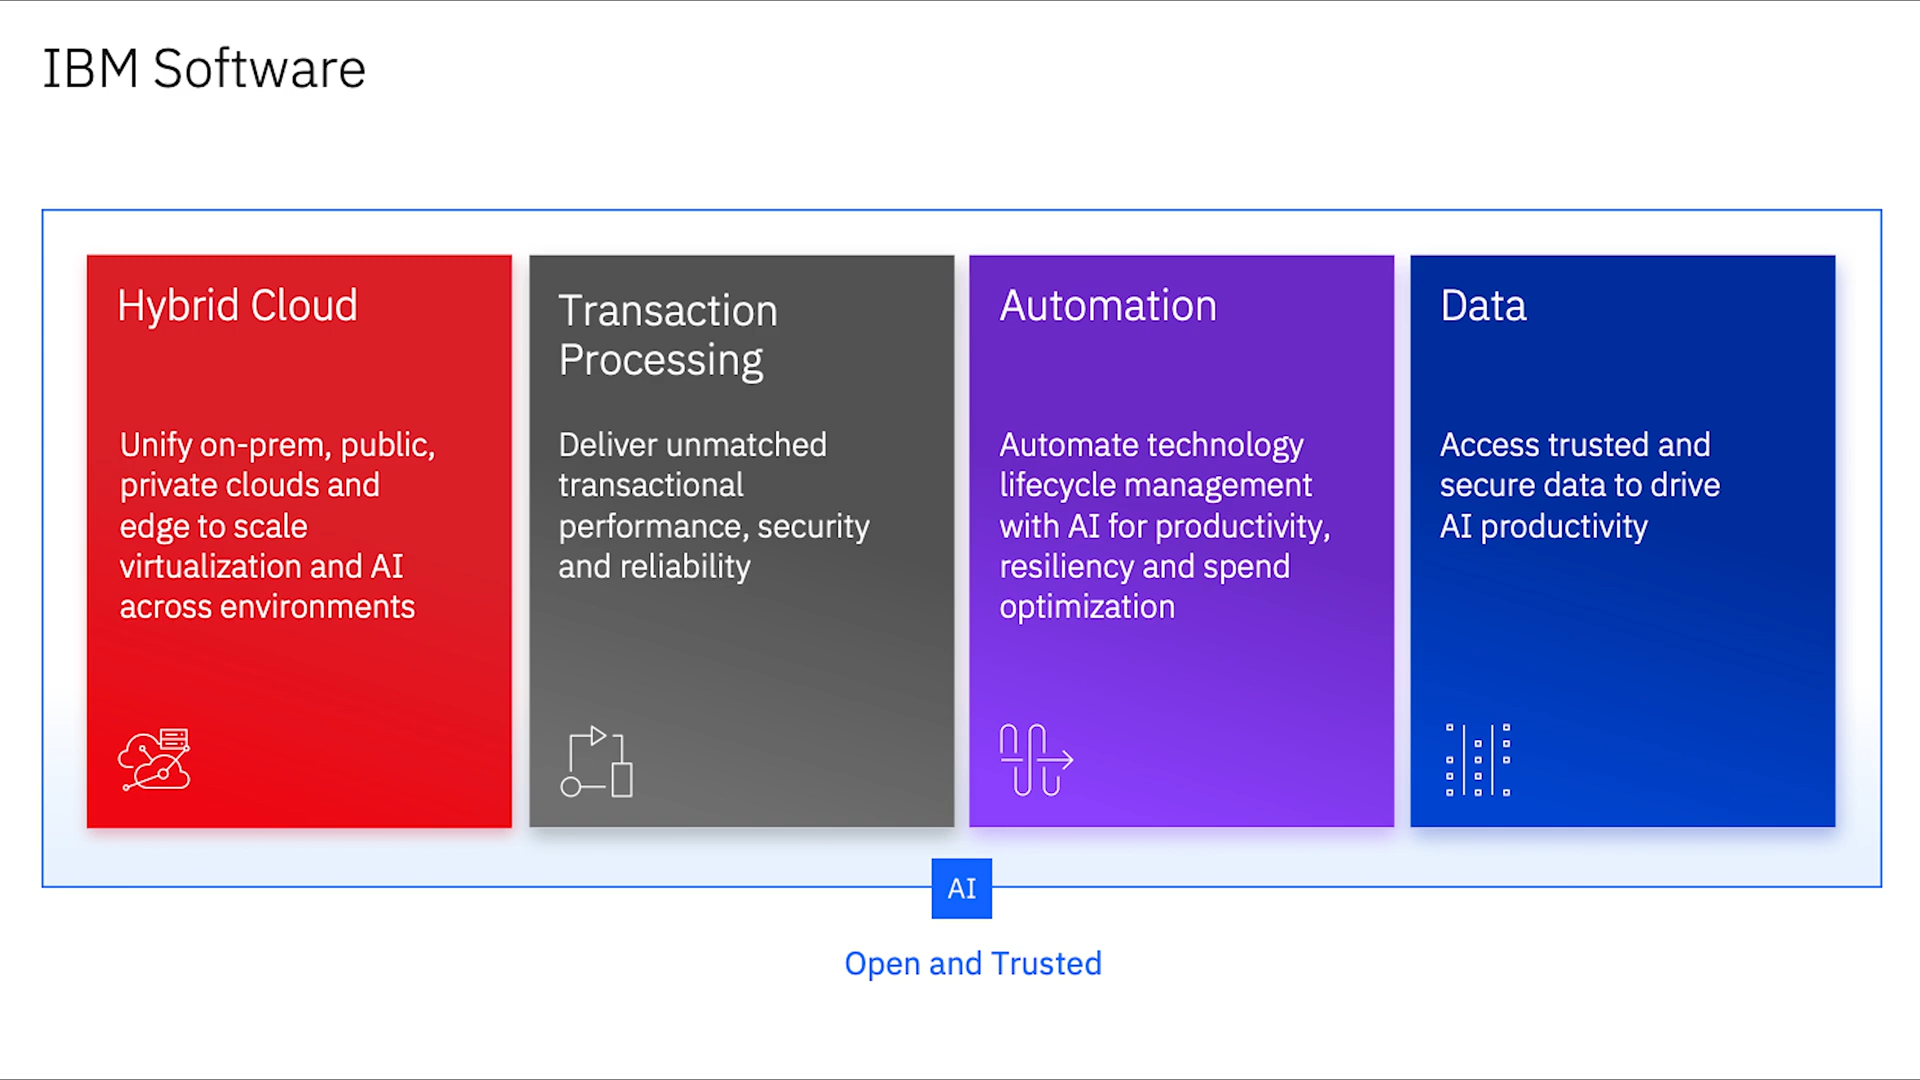 IBM Software
Hybrid Cloud
Unify on-prem, public,
private clouds and
edge to scale
virtualization and AI
across environments
Transaction
Processing
Deliver unmatched
transactional
performance, security
and reliability
Automation
Automate technology
lifecycle management
with AI for productivity,
resiliency and spend
optimization
Data
Access trusted and
secure data to drive
AI productivity
AI
Open and Trusted